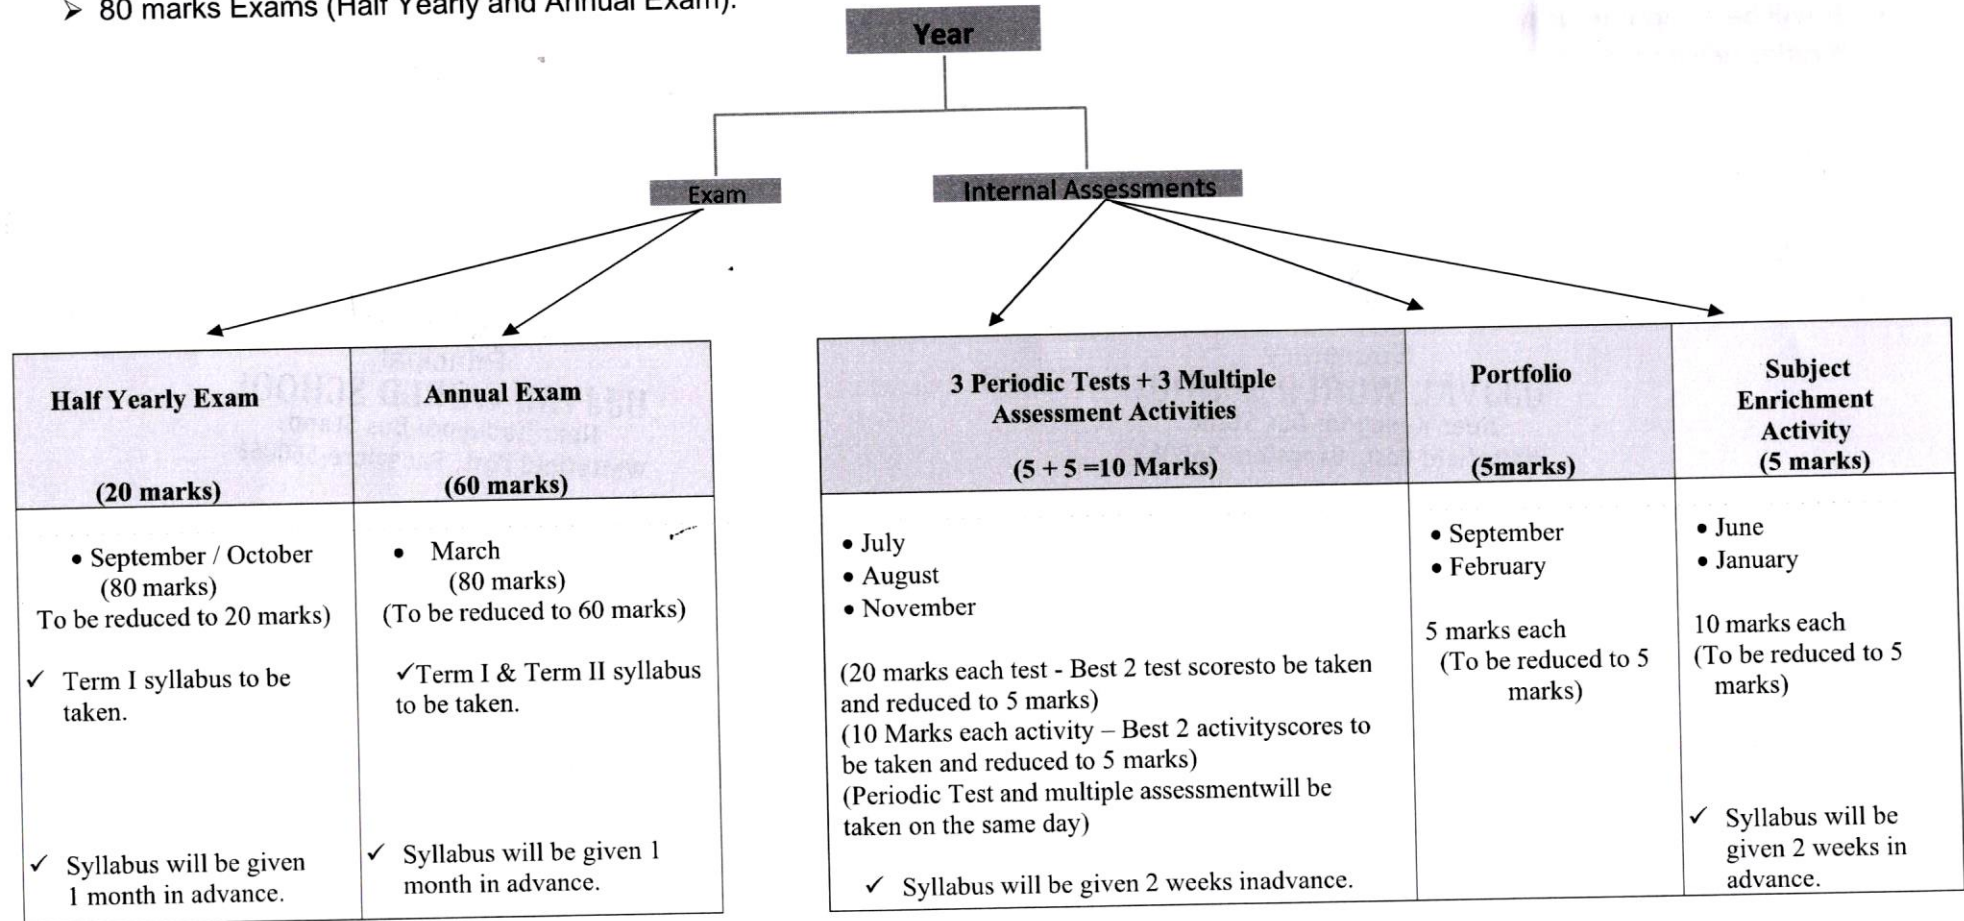 ➢ 80 marks Exams (Half Yearly and Annual Exam).
Year
Exam
Internal Assessments
Half Yearly Exam
(20 marks)
• September / October
(80 marks)
To be reduced to 20 marks)
✓ Term I syllabus to be
taken.
✓ Syllabus will be given
1 month in advance.
Annual Exam
(60 marks)
• March
(80 marks)
(To be reduced to 60 marks)
✓Term I & Term II syllabus
to be taken.
✓ Syllabus will be given 1
month in advance.
3 Periodic Tests + 3 Multiple
Assessment Activities
(5 + 5 =10 Marks)
• July
• August
• November
(20 marks each test - Best 2 test scoresto be taken
and reduced to 5 marks)
(10 Marks each activity – Best 2 activityscores to
be taken and reduced to 5 marks)
(Periodic Test and multiple assessmentwill be
taken on the same day)
✓ Syllabus will be given 2 weeks inadvance.
Portfolio
(5marks)
• September
• February
5 marks each
(To be reduced to 5
marks)
Subject
Enrichment
Activity
(5 marks)
• June
• January
10 marks each
(To be reduced to 5
marks)
✓ Syllabus will be
given 2 weeks in
advance.